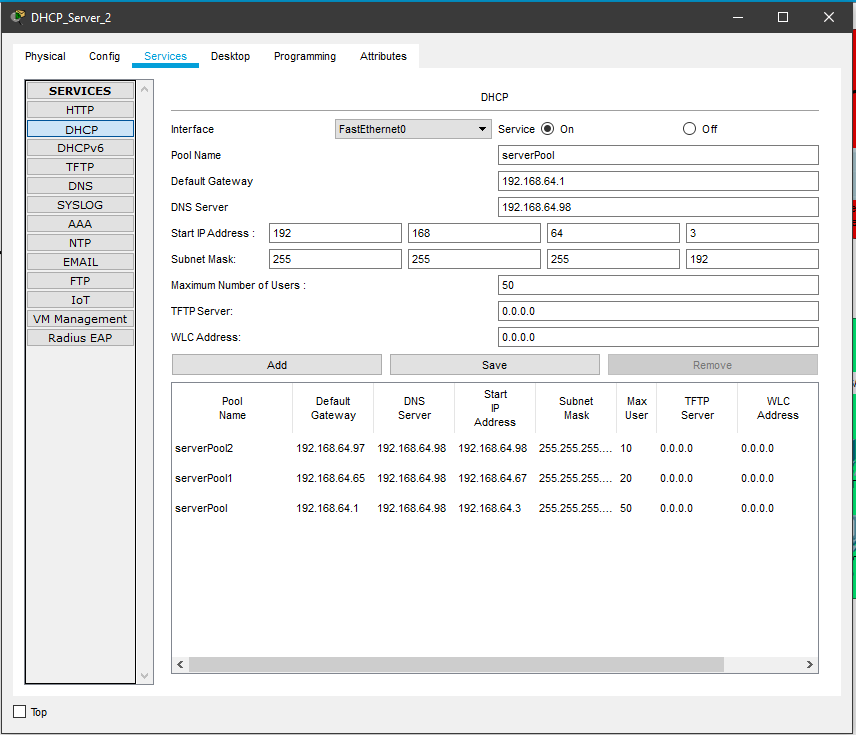 DHCP_Server_2
Physical Config Services Desktop Programming Attributes
SERVICES
HTTP
DHCP
DHCPv6
TFTP
DNS
SYSLOG
AAA
NTP
EMAIL
FTP
IoT
VM Management
Radius EAP
DHCP
Interface FastEthernet0 Service On Off
Pool Name serverPool
Default Gateway 192.168.64.1
DNS Server 192.168.64.98
Start IP Address : 192 168 64 3
Subnet Mask: 255 255 255 192
Maximum Number of Users : 50
TFTP Server: 0.0.0.0
WLC Address: 0.0.0.0
Add Save Remove
Pool Name Default Gateway DNS Server Start IP Address Subnet Mask Max User TFTP Server WLC Address
serverPool2 192.168.64.97 192.168.64.98 192.168.64.98 255.255.255.... 10 0.0.0.0 0.0.0.0
serverPool1 192.168.64.65 192.168.64.98 192.168.64.67 255.255.255.... 20 0.0.0.0 0.0.0.0
serverPool 192.168.64.1 192.168.64.98 192.168.64.3 255.255.255.... 50 0.0.0.0 0.0.0.0
Top